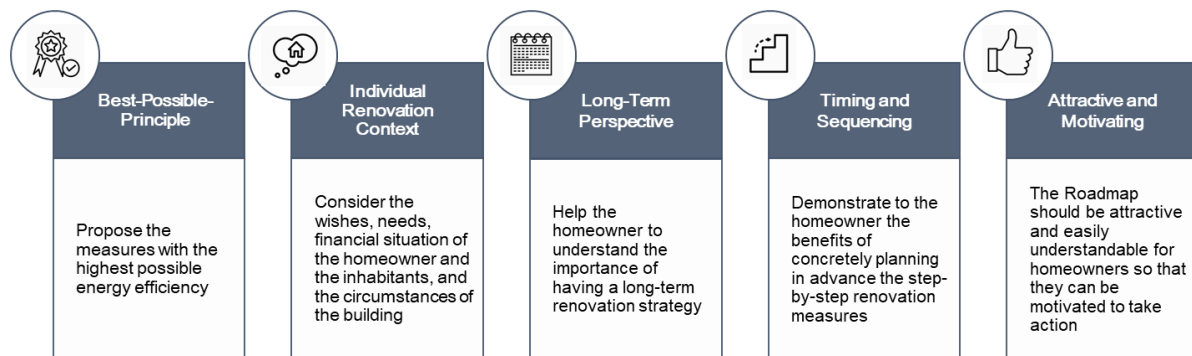 Best-Possible-
Principle
Propose the
measures with the
highest possible
energy efficiency
Individual
Renovation
Context
Consider the
wishes, needs,
financial situation of
the homeowner and
the inhabitants, and
the circumstances of
the building
Long-Term
Perspective
Help the
homeowner to
understand the
importance of
having a long-term
renovation strategy
Timing and
Sequencing
Demonstrate to the
homeowner the
benefits of
concretely planning
in advance the step-
by-step renovation
measures
Attractive and
Motivating
The Roadmap
should be attractive
and easily
understandable for
homeowners so that
they can be
motivated to take
action